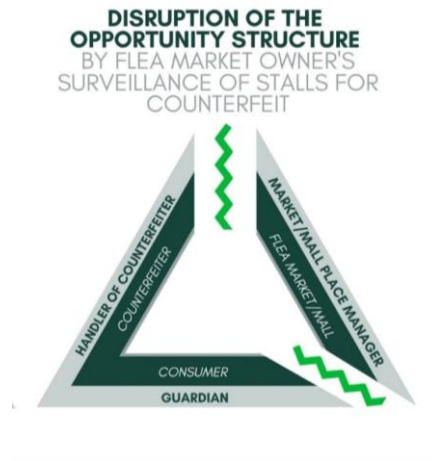 DISRUPTION OF THE
OPPORTUNITY STRUCTURE
BY FLEA MARKET OWNER'S
SURVEILLANCE OF STALLS FOR
COUNTERFEIT
HANDLER OF COUNTERFEITER
COUNTERFEITER
MARKET/MALL PLACE MANAGER
FLEA MARKET/MALL
CONSUMER
GUARDIAN